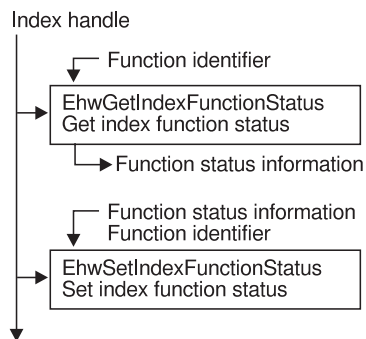 Index handle
Function identifier
EhwGetIndexFunctionStatus
Get index function status
Function status information
Function status information
Function identifier
EhwSetIndexFunctionStatus
Set index function status